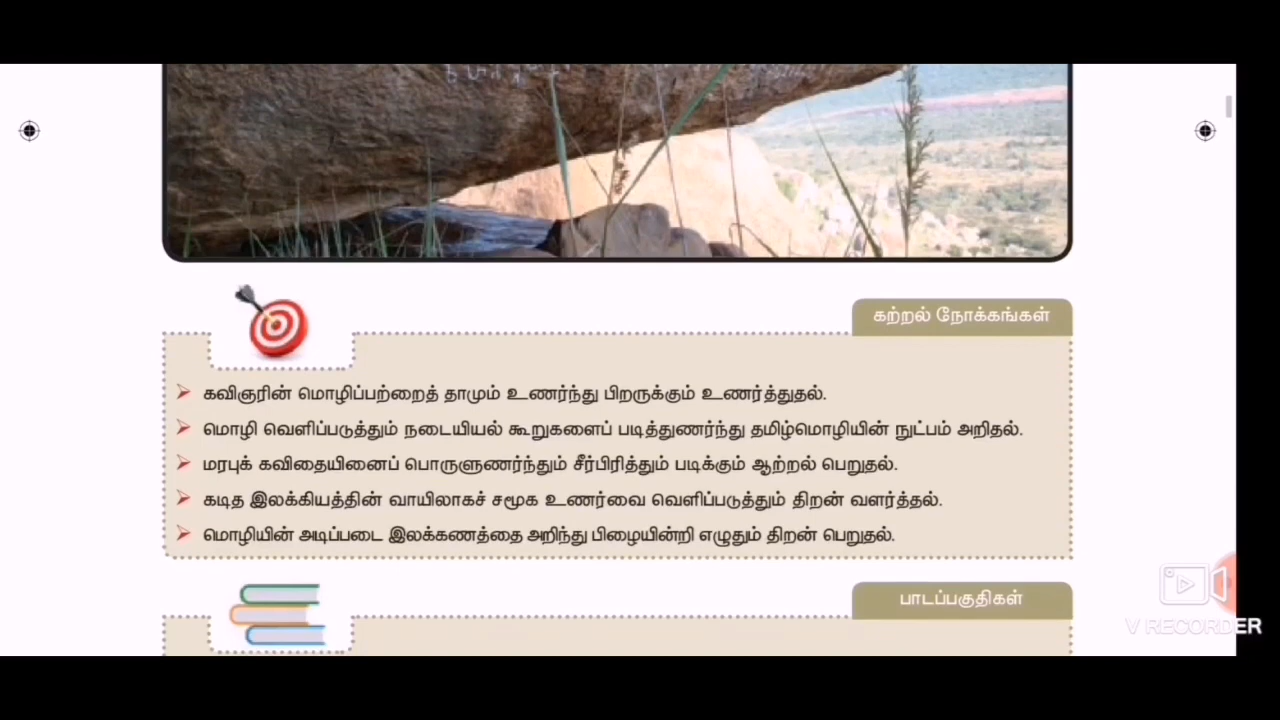 கற்றல் நோக்கங்கள்
கவிஞரின் மொழிப்பற்றைத் தாமும் உணர்ந்து பிறருக்கும் உணர்த்துதல்.
மொழி வெளிப்படுத்தும் நடையியல் கூறுகளைப் படித்துணர்ந்து தமிழ்மொழியின் நுட்பம் அறிதல்.
மரபுக் கவிதையினைப் பொருளுணர்ந்தும் சீர்பிரித்தும் படிக்கும் ஆற்றல் பெறுதல்.
கடித இலக்கியத்தின் வாயிலாகச் சமூக உணர்வை வெளிப்படுத்தும் திறன் வளர்த்தல்.
மொழியின் அடிப்படை இலக்கணத்தை அறிந்து பிழையின்றி எழுதும் திறன் பெறுதல்.
பாடப்பகுதிகள்
V RECORDER